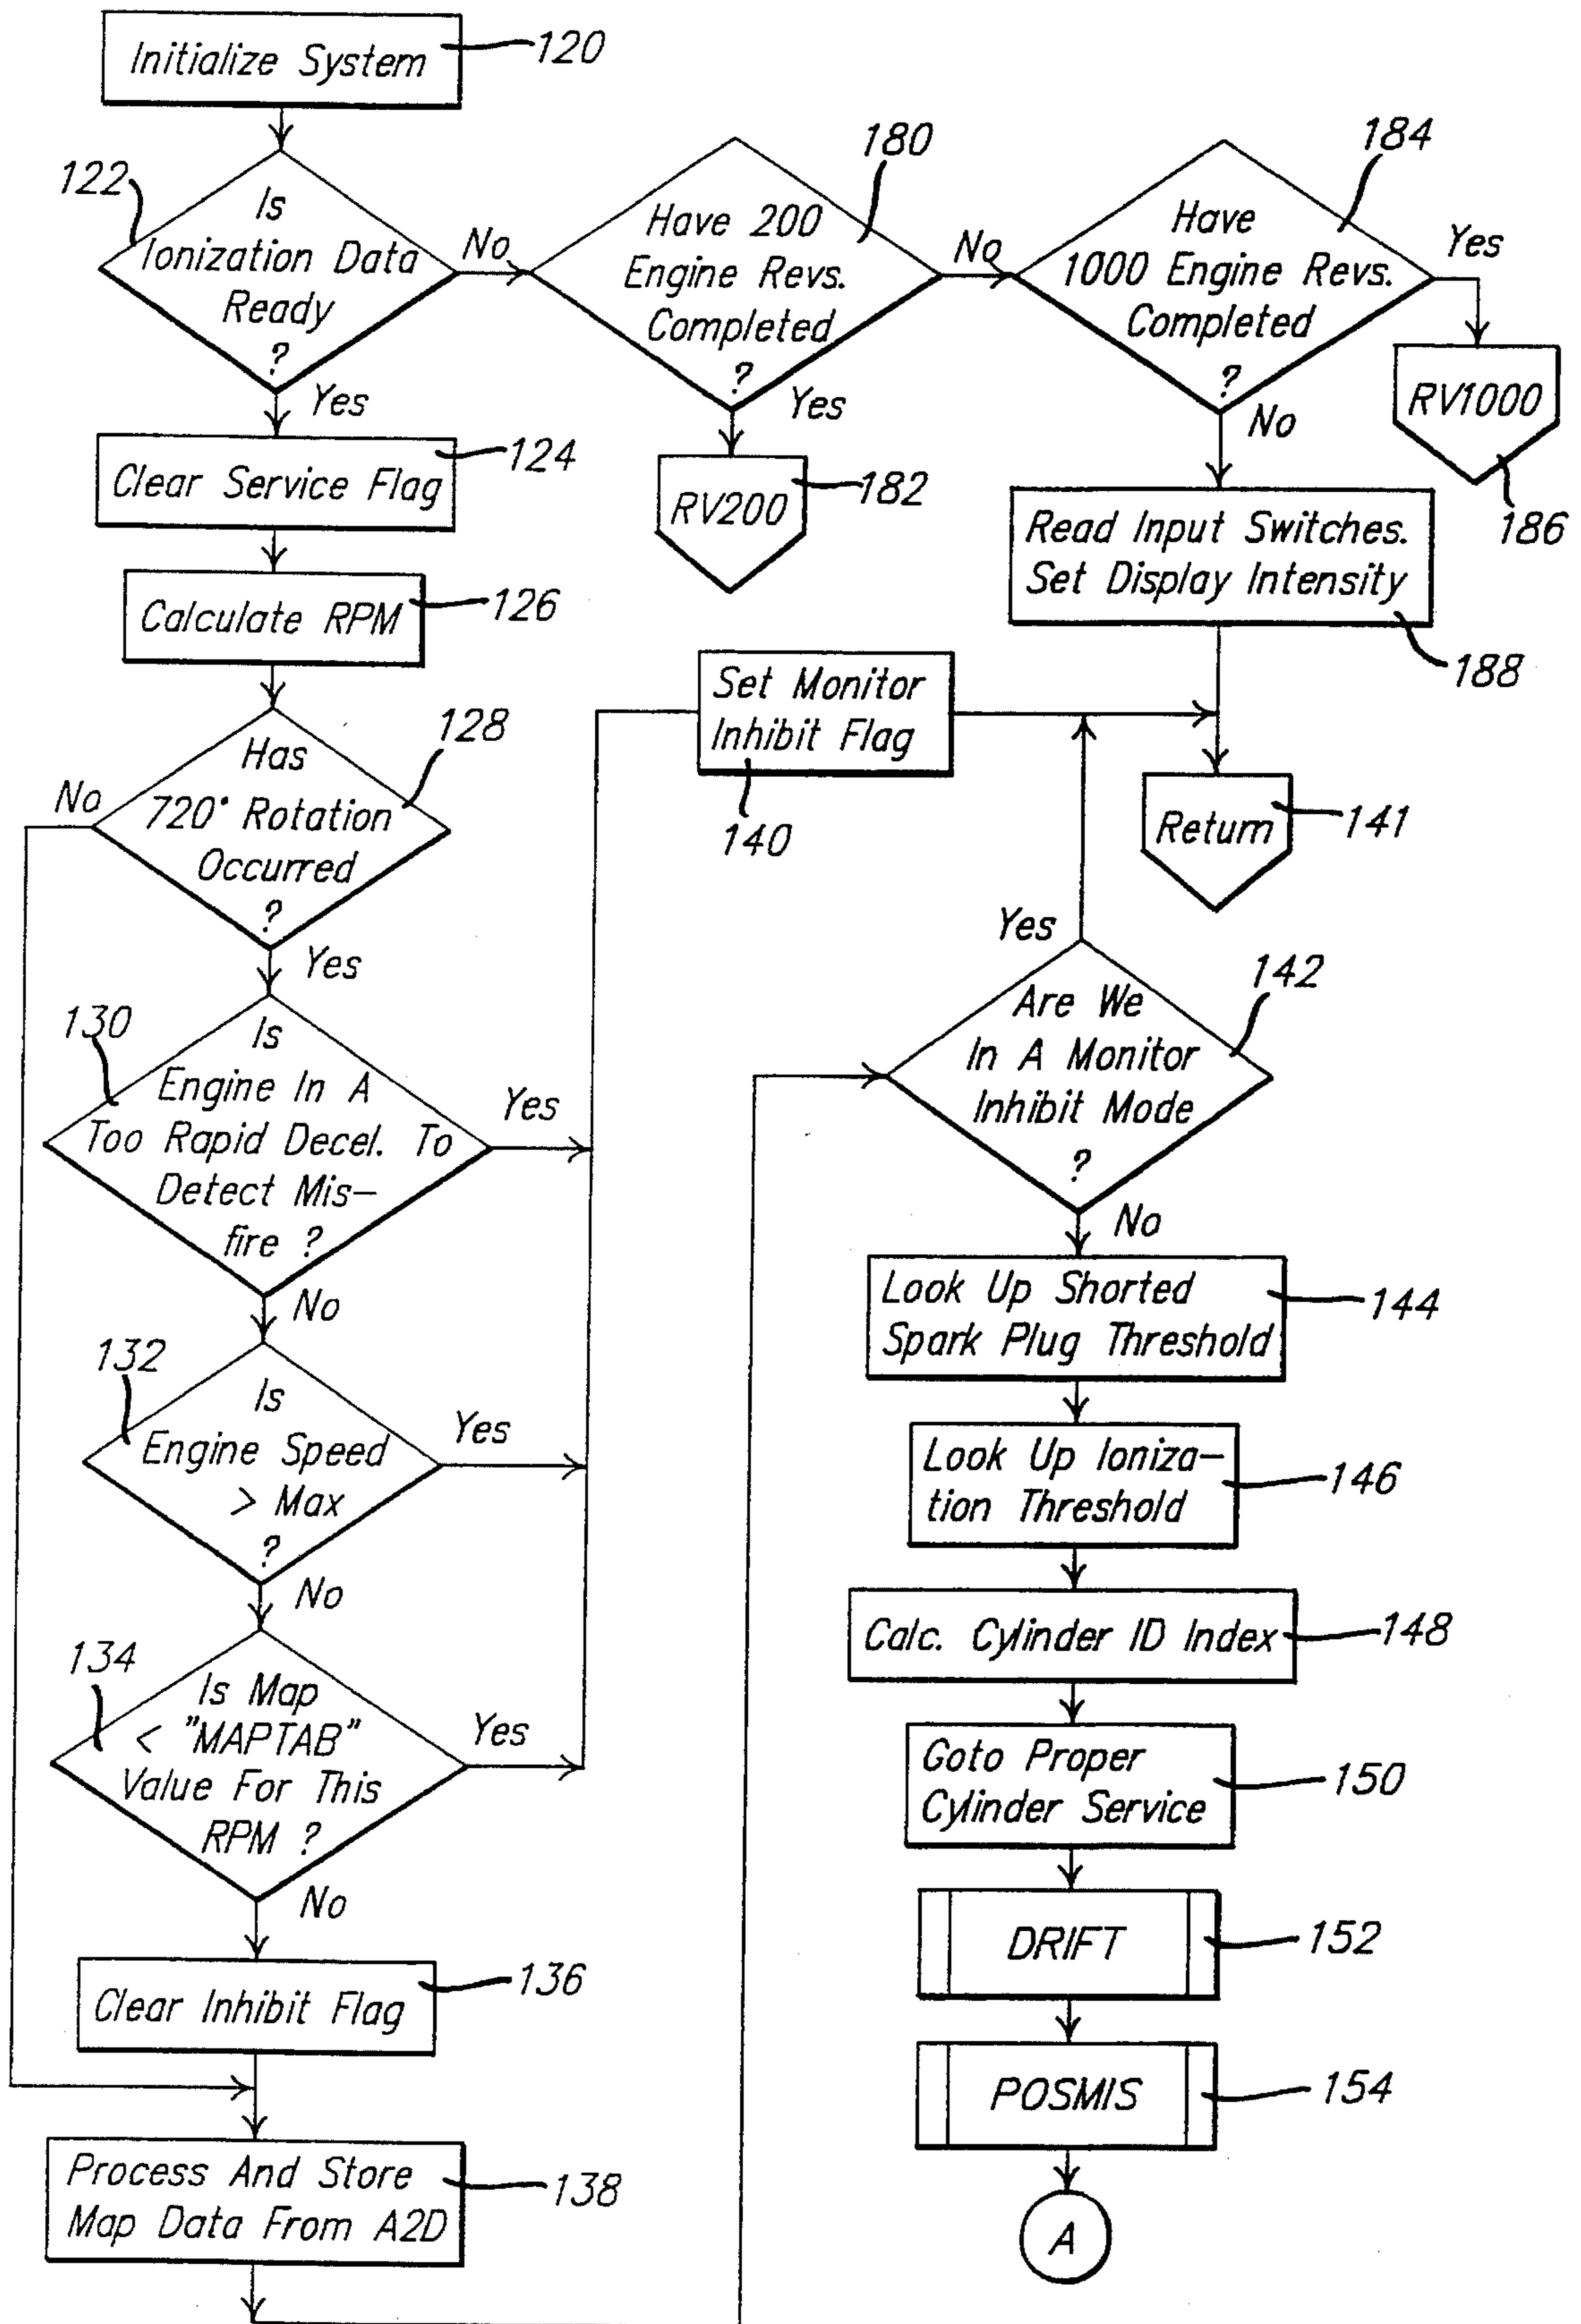 Initialize System
120
122
Is
Ionization Data
Ready
?
No
Yes
180
Have 200
Engine Revs.
Completed
?
No
Yes
184
Have
1000 Engine Revs.
Completed
?
Yes
No
RV1000
186
RV200
182
Clear Service Flag
124
Read Input Switches.
Set Display Intensity
188
Calculate RPM
126
Set Monitor
Inhibit Flag
140
Return
141
128
Has
720° Rotation
Occurred
?
No
Yes
130
Is
Engine In A
Too Rapid Decel. To
Detect Mis-
fire ?
Yes
No
132
Is
Engine Speed
> Max
?
Yes
No
134
Is Map
< "MAPTAB"
Value For This
RPM ?
Yes
No
Clear Inhibit Flag
136
Process And Store
Map Data From A2D
138
Yes
142
Are We
In A Monitor
Inhibit Mode
?
No
Look Up Shorted
Spark Plug Threshold
144
Look Up Ioniza-
tion Threshold
146
Calc. Cylinder ID Index
148
Goto Proper
Cylinder Service
150
DRIFT
152
POSMIS
154
A